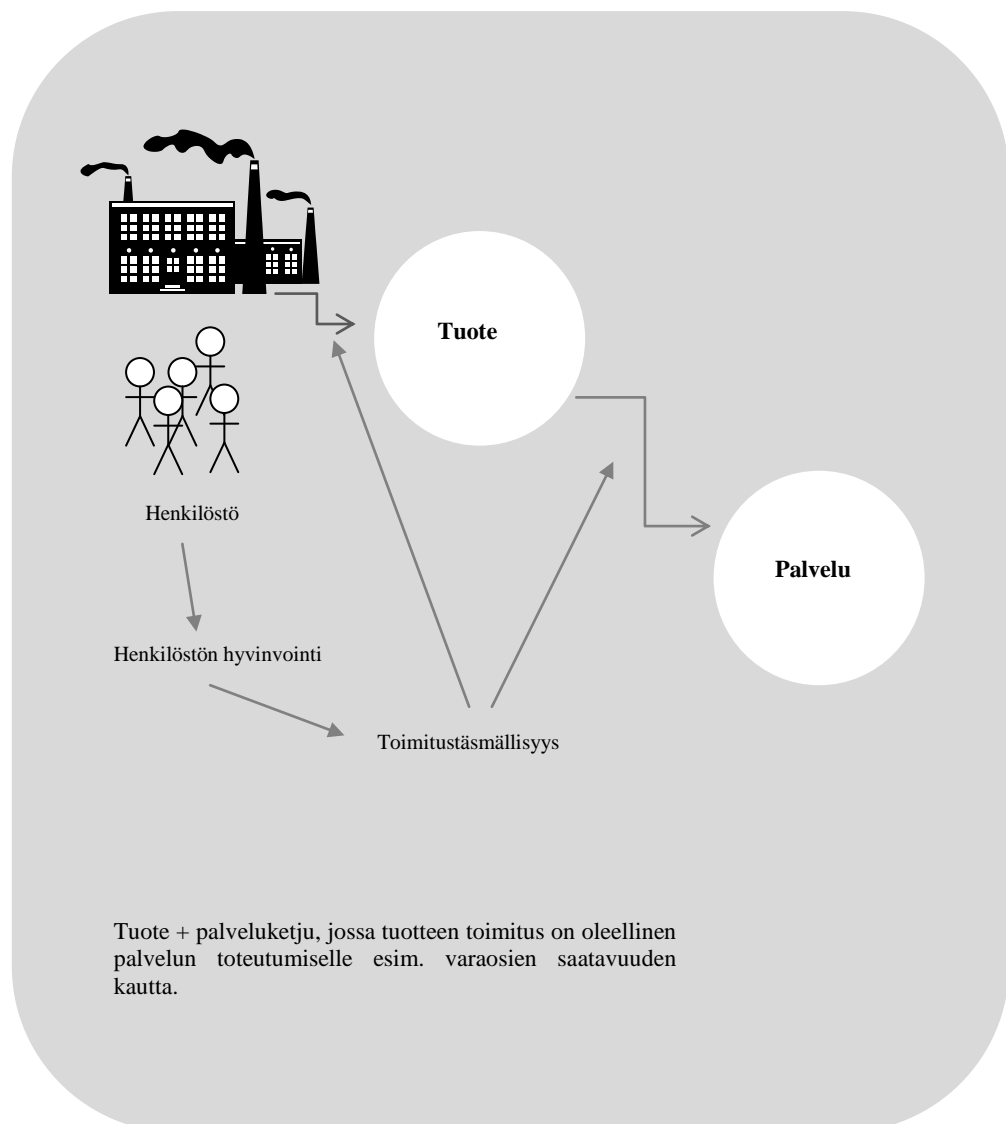 Tuote
Henkilöstö
Palvelu
Henkilöstön hyvinvointi
Toimitustäsmällisyys
Tuote + palveluketju, jossa tuotteen toimitus on oleellinen
palvelun toteutumiselle esim. varaosien saatavuuden
kautta.